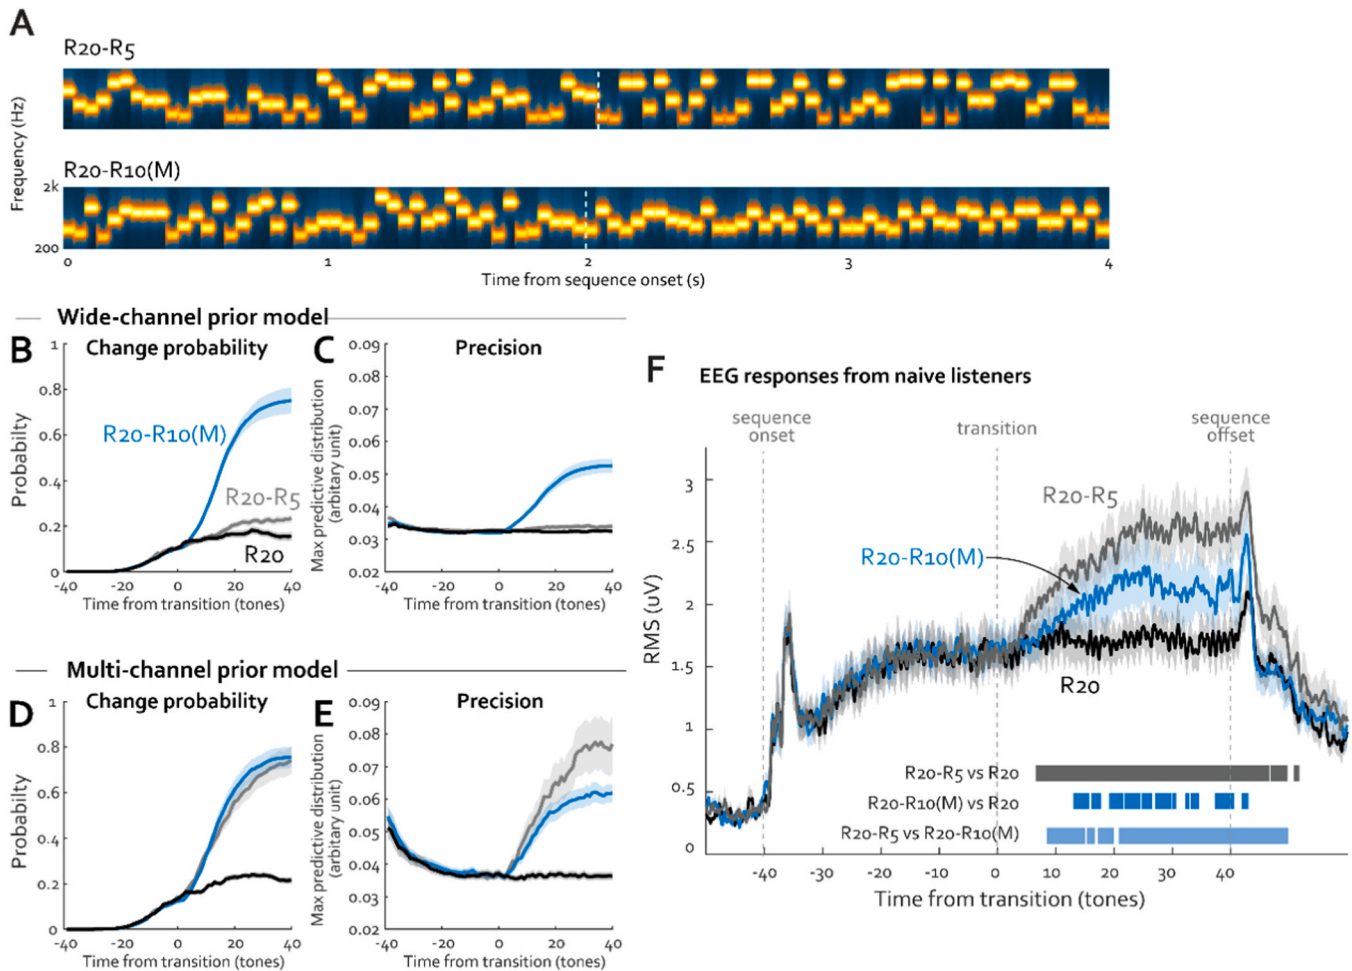 A
R20-R5
R20-R10(M)
Frequency (Hz)
2k
200
0 1 2 3 4
Time from sequence onset (s)
Wide-channel prior model
B
Change probability
Probabilty
1
0.8
0.6
0.4
0.2
0
R20-R10(M)
R20-R5
R20
-40 -20 0 20 40
Time from transition (tones)
C
Precision
Max predictive distribution
(arbitary unit)
0.09
0.08
0.07
0.06
0.05
0.04
0.03
0.02
-40 -20 0 20 40
Time from transition (tones)
Multi-channel prior model
D
Change probability
Probabilty
1
0.8
0.6
0.4
0.2
0
-40 -20 0 20 40
Time from transition (tones)
E
Precision
Max predictive distribution
(arbitary unit)
0.09
0.08
0.07
0.06
0.05
0.04
0.03
0.02
-40 -20 0 20 40
Time from transition (tones)
F
EEG responses from naive listeners
sequence
onset
transition
sequence
offset
RMS (uV)
3
2.5
2
1.5
1
0.5
0
R20-R5
R20-R10(M)
R20
R20-R5 vs R20
R20-R10(M) vs R20
R20-R5 vs R20-R10(M)
-40 -30 -20 -10 0 10 20 30 40
Time from transition (tones)